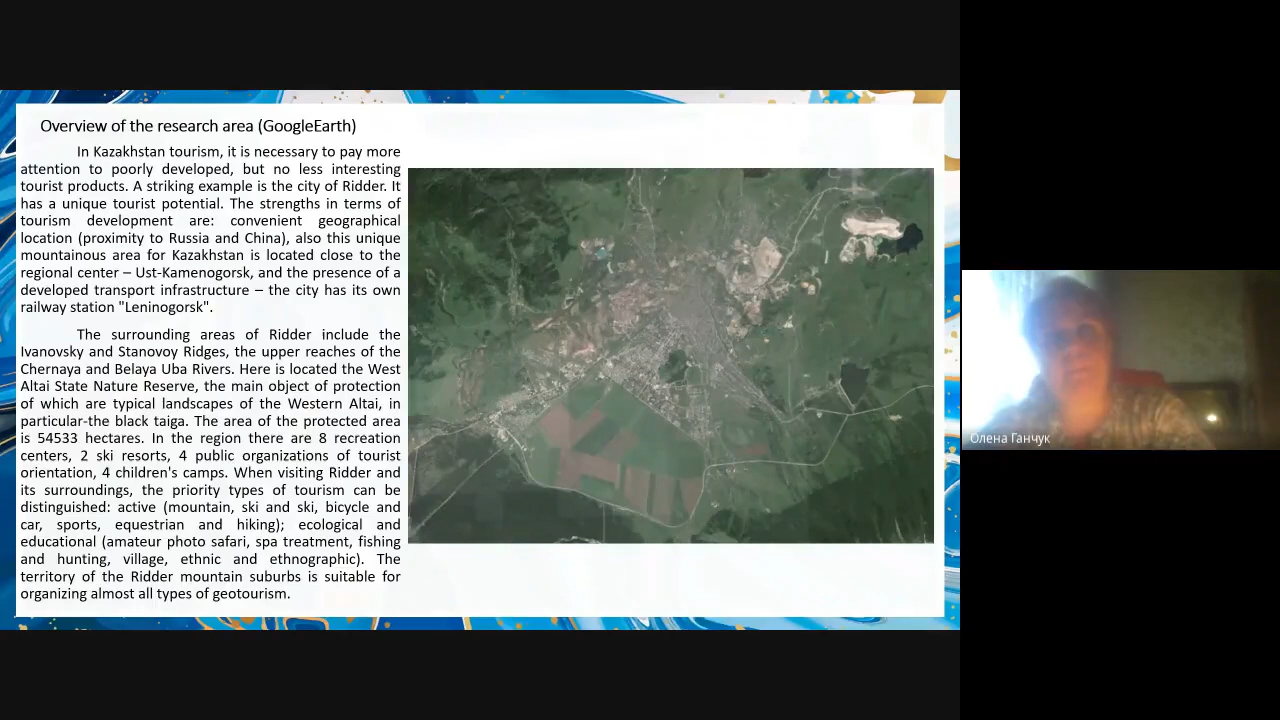 Overview of the research area (GoogleEarth)
In Kazakhstan tourism, it is necessary to pay more
attention to poorly developed, but no less interesting
tourist products. A striking example is the city of Ridder. It
has a unique tourist potential. The strengths in terms of
tourism development are: convenient geographical
location (proximity to Russia and China), also this unique
mountainous area for Kazakhstan is located close to the
regional center – Ust-Kamenogorsk, and the presence of a
developed transport infrastructure – the city has its own
railway station "Leninogorsk".
The surrounding areas of Ridder include the
Ivanovsky and Stanovoy Ridges, the upper reaches of the
Chernaya and Belaya Uba Rivers. Here is located the West
Altai State Nature Reserve, the main object of protection
of which are typical landscapes of the Western Altai, in
particular-the black taiga. The area of the protected area
is 54533 hectares. In the region there are 8 recreation
centers, 2 ski resorts, 4 public organizations of tourist
orientation, 4 children's camps. When visiting Ridder and
its surroundings, the priority types of tourism can be
distinguished: active (mountain, ski and ski, bicycle and
car, sports, equestrian and hiking); ecological and
educational (amateur photo safari, spa treatment, fishing
and hunting, village, ethnic and ethnographic). The
territory of the Ridder mountain suburbs is suitable for
organizing almost all types of geotourism.
Олена Ганчук